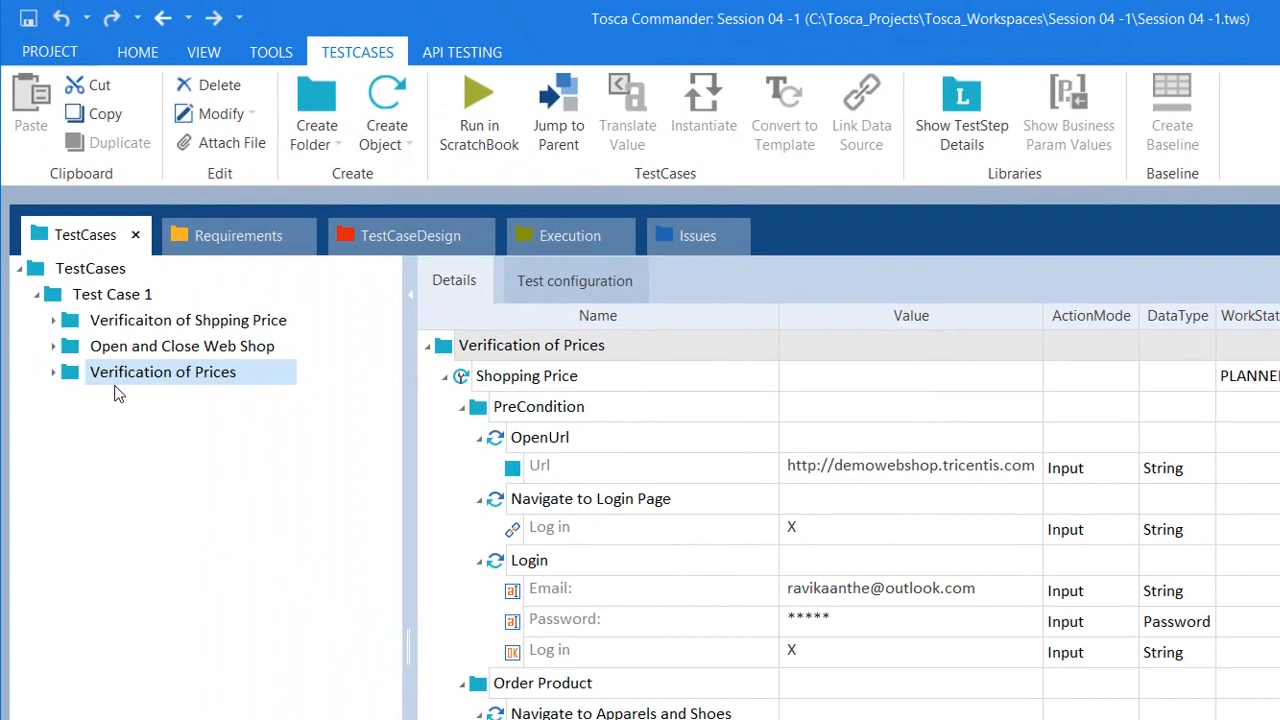 Tosca Commander: Session 04 -1 (C:\Tosca_Projects\Tosca_Workspaces\Session 04 -1\Session 04 -1.tws)
PROJECT HOME VIEW TOOLS TESTCASES API TESTING
Paste
Cut
Copy
Duplicate
Clipboard
Delete
Modify
Attach File
Edit
Create Folder
Create Object
Create
Run in ScratchBook
Jump to Parent
Translate Value
Instantiate
Convert to Template
Link Data Source
TestCases
Show TestStep Details
Show Business Param Values
Libraries
Create Baseline
Baseline
TestCases × Requirements TestCaseDesign Execution Issues
TestCases
Test Case 1
Verificaiton of Shpping Price
Open and Close Web Shop
Verification of Prices
Details Test configuration
Name Value ActionMode DataType WorkStat
Verification of Prices
Shopping Price PLANNE
PreCondition
OpenUrl
Url http://demowebshop.tricentis.com Input String
Navigate to Login Page
Log in X Input String
Login
Email: ravikaanthe@outlook.com Input String
Password: ***** Input Password
Log in X Input String
Order Product
Navigate to Apparels and Shoes